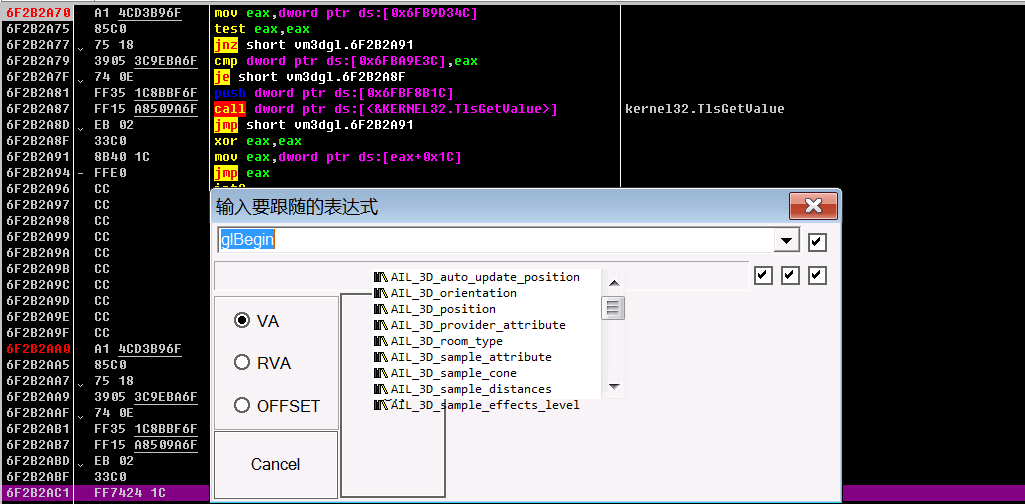 6F2B2A70 A1 4CD3B96F mov eax,dword ptr ds:[0x6FB9D34C]
6F2B2A75 85C0 test eax,eax
6F2B2A77 75 18 jnz short vm3dgl.6F2B2A91
6F2B2A79 3905 3C9EBA6F cmp dword ptr ds:[0x6FBA9E3C],eax
6F2B2A7F 74 0E je short vm3dgl.6F2B2A8F
6F2B2A81 FF35 1C8BBF6F push dword ptr ds:[0x6FBF8B1C]
6F2B2A87 FF15 A8509A6F call dword ptr ds:[<&KERNEL32.TlsGetValue>] kernel32.TlsGetValue
6F2B2A8D EB 02 jmp short vm3dgl.6F2B2A91
6F2B2A8F 33C0 xor eax,eax
6F2B2A91 8B40 1C mov eax,dword ptr ds:[eax+0x1C]
6F2B2A94 - FFE0 jmp eax
6F2B2A96 CC
6F2B2A97 CC
6F2B2A98 CC
6F2B2A99 CC
6F2B2A9A CC
6F2B2A9B CC
6F2B2A9C CC
6F2B2A9D CC
6F2B2A9E CC
6F2B2A9F CC
6F2B2AA0 A1 4CD3B96F
6F2B2AA5 85C0
6F2B2AA7 75 18
6F2B2AA9 3905 3C9EBA6F
6F2B2AAF 74 0E
6F2B2AB1 FF35 1C8BBF6F
6F2B2AB7 FF15 A8509A6F
6F2B2ABD EB 02
6F2B2ABF 33C0
6F2B2AC1 FF7424 1C
输入要跟随的表达式
glBegin
AIL_3D_auto_update_position
AIL_3D_orientation
AIL_3D_position
AIL_3D_provider_attribute
AIL_3D_room_type
AIL_3D_sample_attribute
AIL_3D_sample_cone
AIL_3D_sample_distances
AIL_3D_sample_effects_level
VA
RVA
OFFSET
Cancel